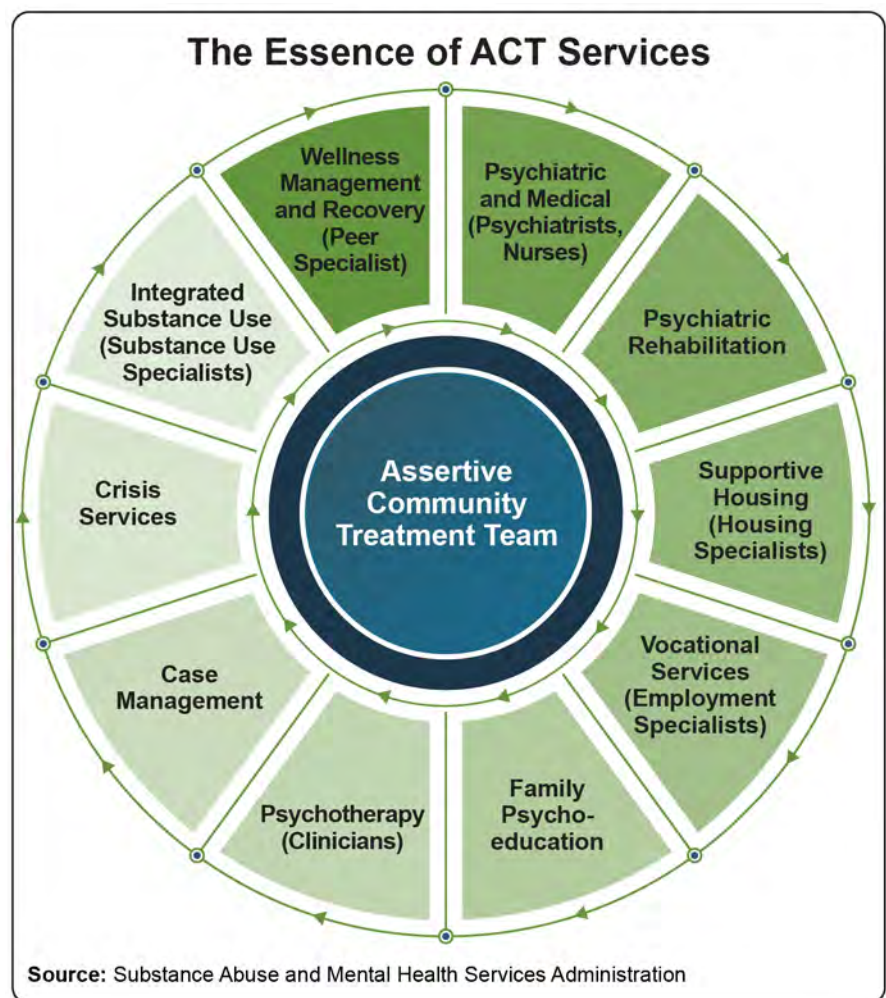 The Essence of ACT Services
Wellness
Management
and Recovery
(Peer
Specialist)
Psychiatric
and Medical
(Psychiatrists,
Nurses)
Psychiatric
Rehabilitation
Supportive
Housing
(Housing
Specialists)
Vocational
Services
(Employment
Specialists)
Family
Psycho-
education
Psychotherapy
(Clinicians)
Case
Management
Crisis
Services
Integrated
Substance Use
(Substance Use
Specialists)
Assertive
Community
Treatment Team
Source: Substance Abuse and Mental Health Services Administration